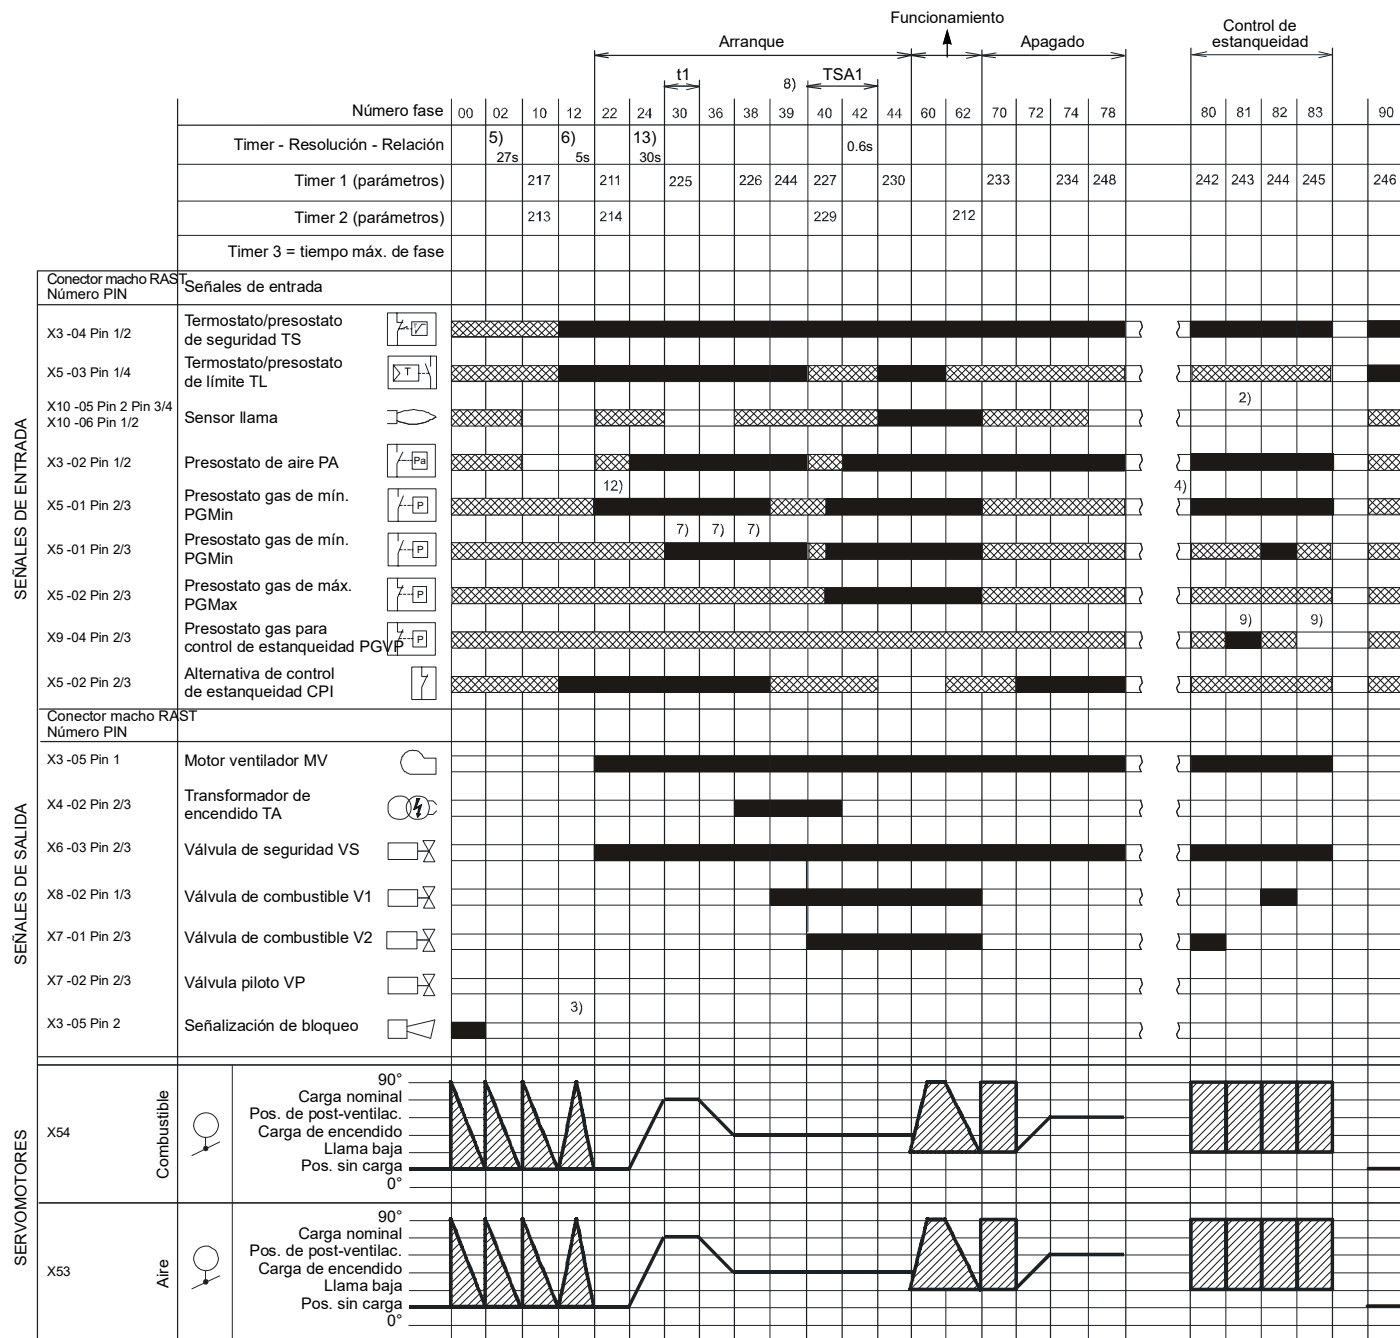 Funcionamiento
Arranque
Apagado
Control de
estanqueidad
t1
8)
TSA1
Número fase 00 02 10 12 22 24 30 36 38 39 40 42 44 60 62 70 72 74 78 80 81 82 83 90
Timer - Resolución - Relación 5) 27s 6) 5s 13) 30s 0.6s
Timer 1 (parámetros) 217 211 225 226 244 227 230 233 234 248 242 243 244 245 246
Timer 2 (parámetros) 213 214 229 212
Timer 3 = tiempo máx. de fase
Conector macho RAST
Número PIN
Señales de entrada
SEÑALES DE ENTRADA
X3 -04 Pin 1/2
Termostato/presostato
de seguridad TS
X5 -03 Pin 1/4
Termostato/presostato
de límite TL
T
2)
X10 -05 Pin 2 Pin 3/4
X10 -06 Pin 1/2
Sensor llama
X3 -02 Pin 1/2
Presostato de aire PA
Pa
12)
4)
X5 -01 Pin 2/3
Presostato gas de mín.
PGMin
P
7) 7) 7)
X5 -01 Pin 2/3
Presostato gas de mín.
PGMin
P
X5 -02 Pin 2/3
Presostato gas de máx.
PGMax
P
9) 9)
X9 -04 Pin 2/3
Presostato gas para
control de estanqueidad PGVP
P
X5 -02 Pin 2/3
Alternativa de control
de estanqueidad CPI
Conector macho RAST
Número PIN
SEÑALES DE SALIDA
X3 -05 Pin 1
Motor ventilador MV
X4 -02 Pin 2/3
Transformador de
encendido TA
X6 -03 Pin 2/3
Válvula de seguridad VS
X8 -02 Pin 1/3
Válvula de combustible V1
X7 -01 Pin 2/3
Válvula de combustible V2
X7 -02 Pin 2/3
Válvula piloto VP
3)
X3 -05 Pin 2
Señalización de bloqueo
SERVOMOTORES
X54
Combustible
90°
Carga nominal
Pos. de post-ventilac.
Carga de encendido
Llama baja
Pos. sin carga
0°
X53
Aire
90°
Carga nominal
Pos. de post-ventilac.
Carga de encendido
Llama baja
Pos. sin carga
0°